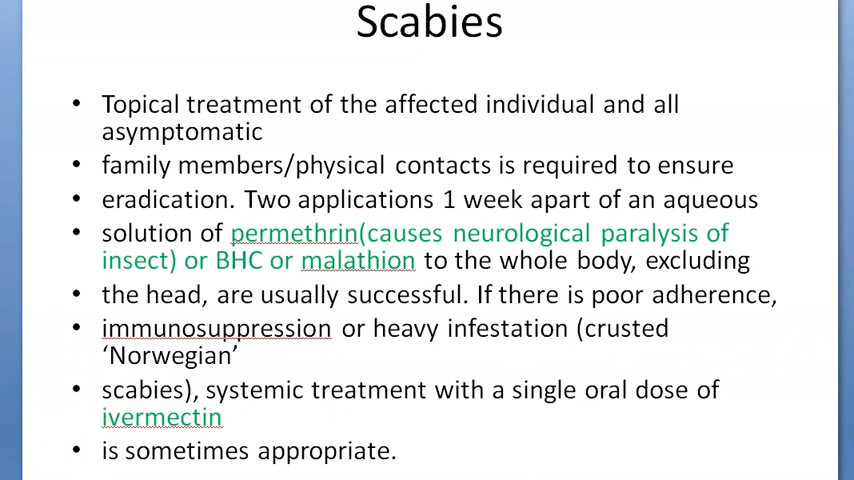 Scabies
• Topical treatment of the affected individual and all
asymptomatic
• family members/physical contacts is required to ensure
• eradication. Two applications 1 week apart of an aqueous
• solution of permethrin(causes neurological paralysis of
insect) or BHC or malathion to the whole body, excluding
• the head, are usually successful. If there is poor adherence,
• immunosuppression or heavy infestation (crusted
‘Norwegian’
• scabies), systemic treatment with a single oral dose of
ivermectin
• is sometimes appropriate.